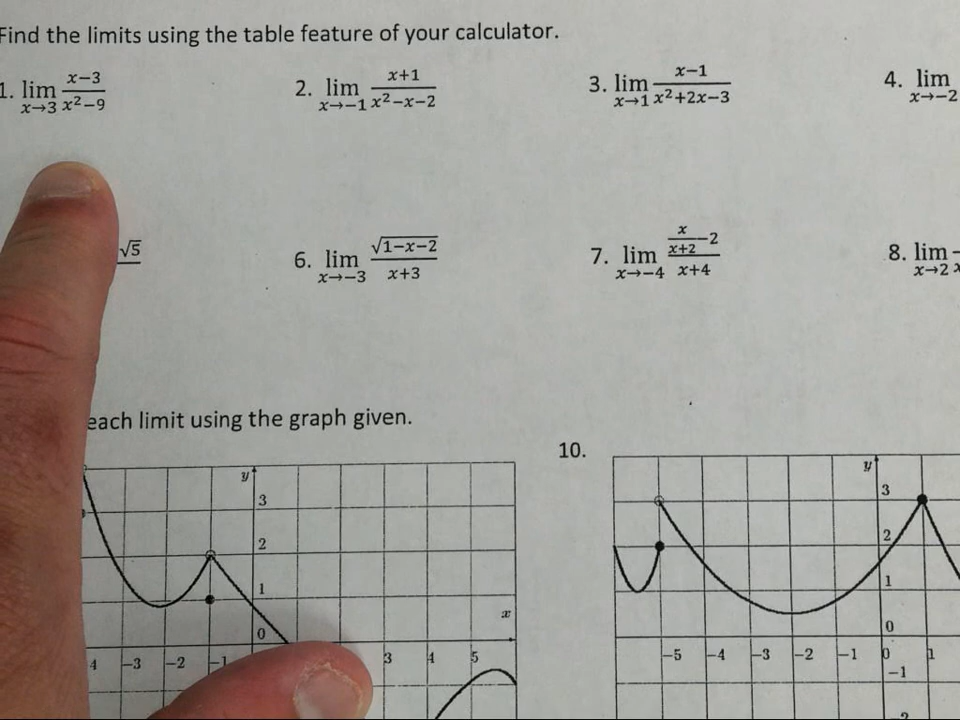 Find the limits using the table feature of your calculator.
1. lim x→3 x−3 / x²−9 2. lim x→−1 x+1 / x²−x−2 3. lim x→1 x−1 / x²+2x−3 4. lim x→−2
√5 6. lim x→−3 √1−x−2 / x+3 7. lim x→−4 x/x+2 −2 / x+4 8. lim x→2
each limit using the graph given.
10.
y 3 2 1 0 x
4 −3 −2 −1 3 4 5
y 3 2 1 0
−5 −4 −3 −2 −1 0 1
−1